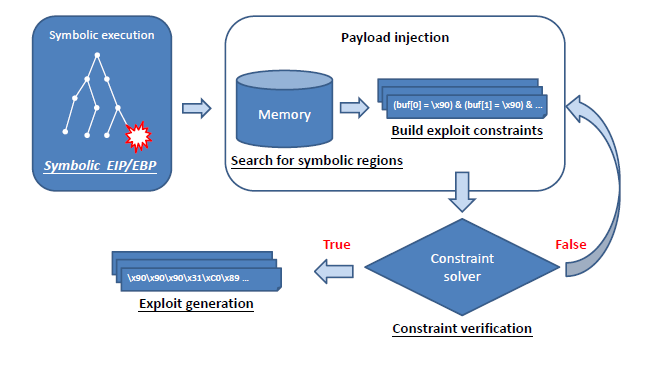 Symbolic execution
Symbolic EIP/EBP
Payload injection
Memory
Search for symbolic regions
(buf[0] = \x90) & (buf[1] = \x90) & ...
Build exploit constraints
Constraint
solver
True
False
Constraint verification
\x90\x90\x90\x31\xC0\x89 ...
Exploit generation